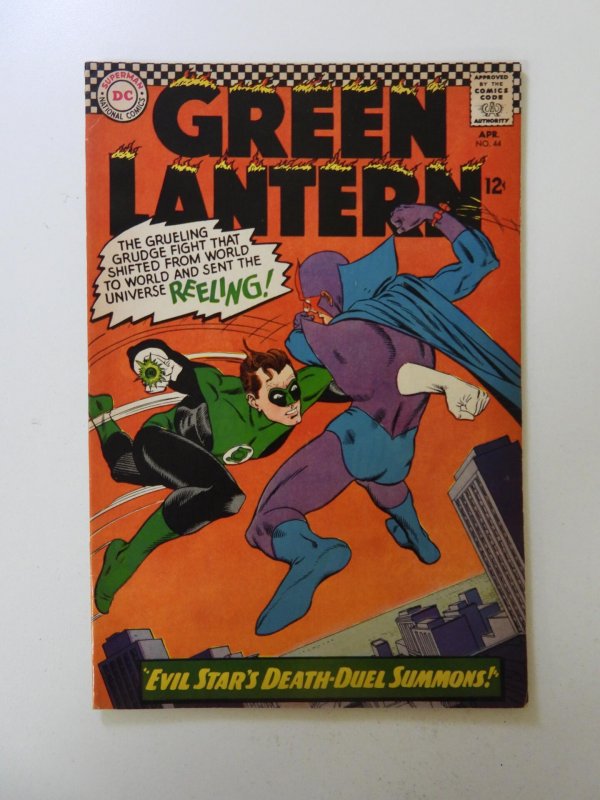 SUPERMAN
DC
NATIONAL COMICS
APPROVED
BY THE
COMICS
CODE
AUTHORITY
GREEN
LANTERN
APR.
NO. 44
12¢
THE GRUELING
GRUDGE FIGHT THAT
SHIFTED FROM WORLD
TO WORLD AND SENT THE
UNIVERSE REELING!
"EVIL STAR'S DEATH-DUEL SUMMONS!"